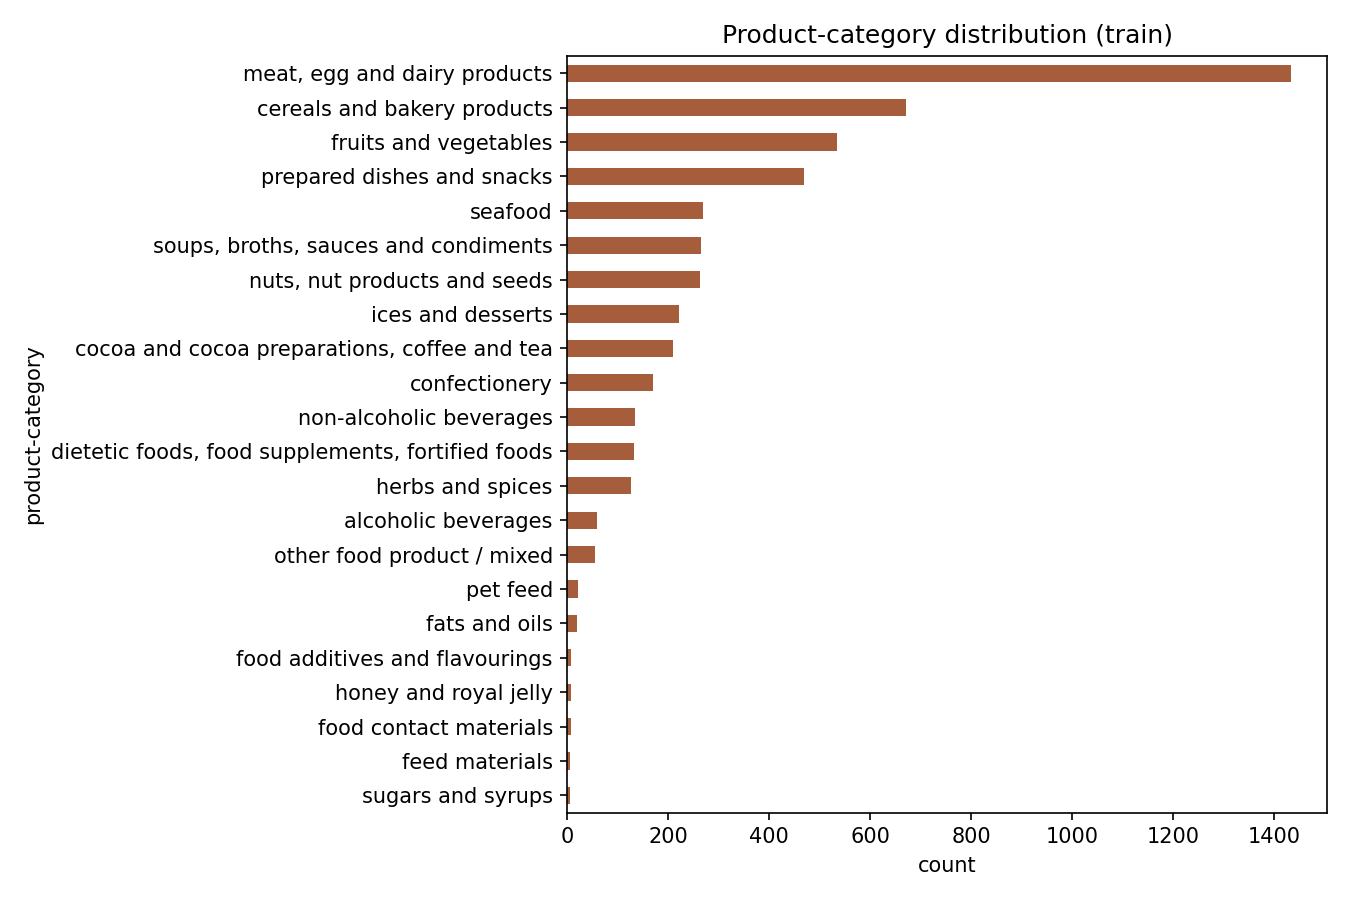 Product-category distribution (train)
meat, egg and dairy products
cereals and bakery products
fruits and vegetables
prepared dishes and snacks
seafood
soups, broths, sauces and condiments
nuts, nut products and seeds
ices and desserts
cocoa and cocoa preparations, coffee and tea
confectionery
non-alcoholic beverages
dietetic foods, food supplements, fortified foods
herbs and spices
alcoholic beverages
other food product / mixed
pet feed
fats and oils
food additives and flavourings
honey and royal jelly
food contact materials
feed materials
sugars and syrups
product-category
0 200 400 600 800 1000 1200 1400
count